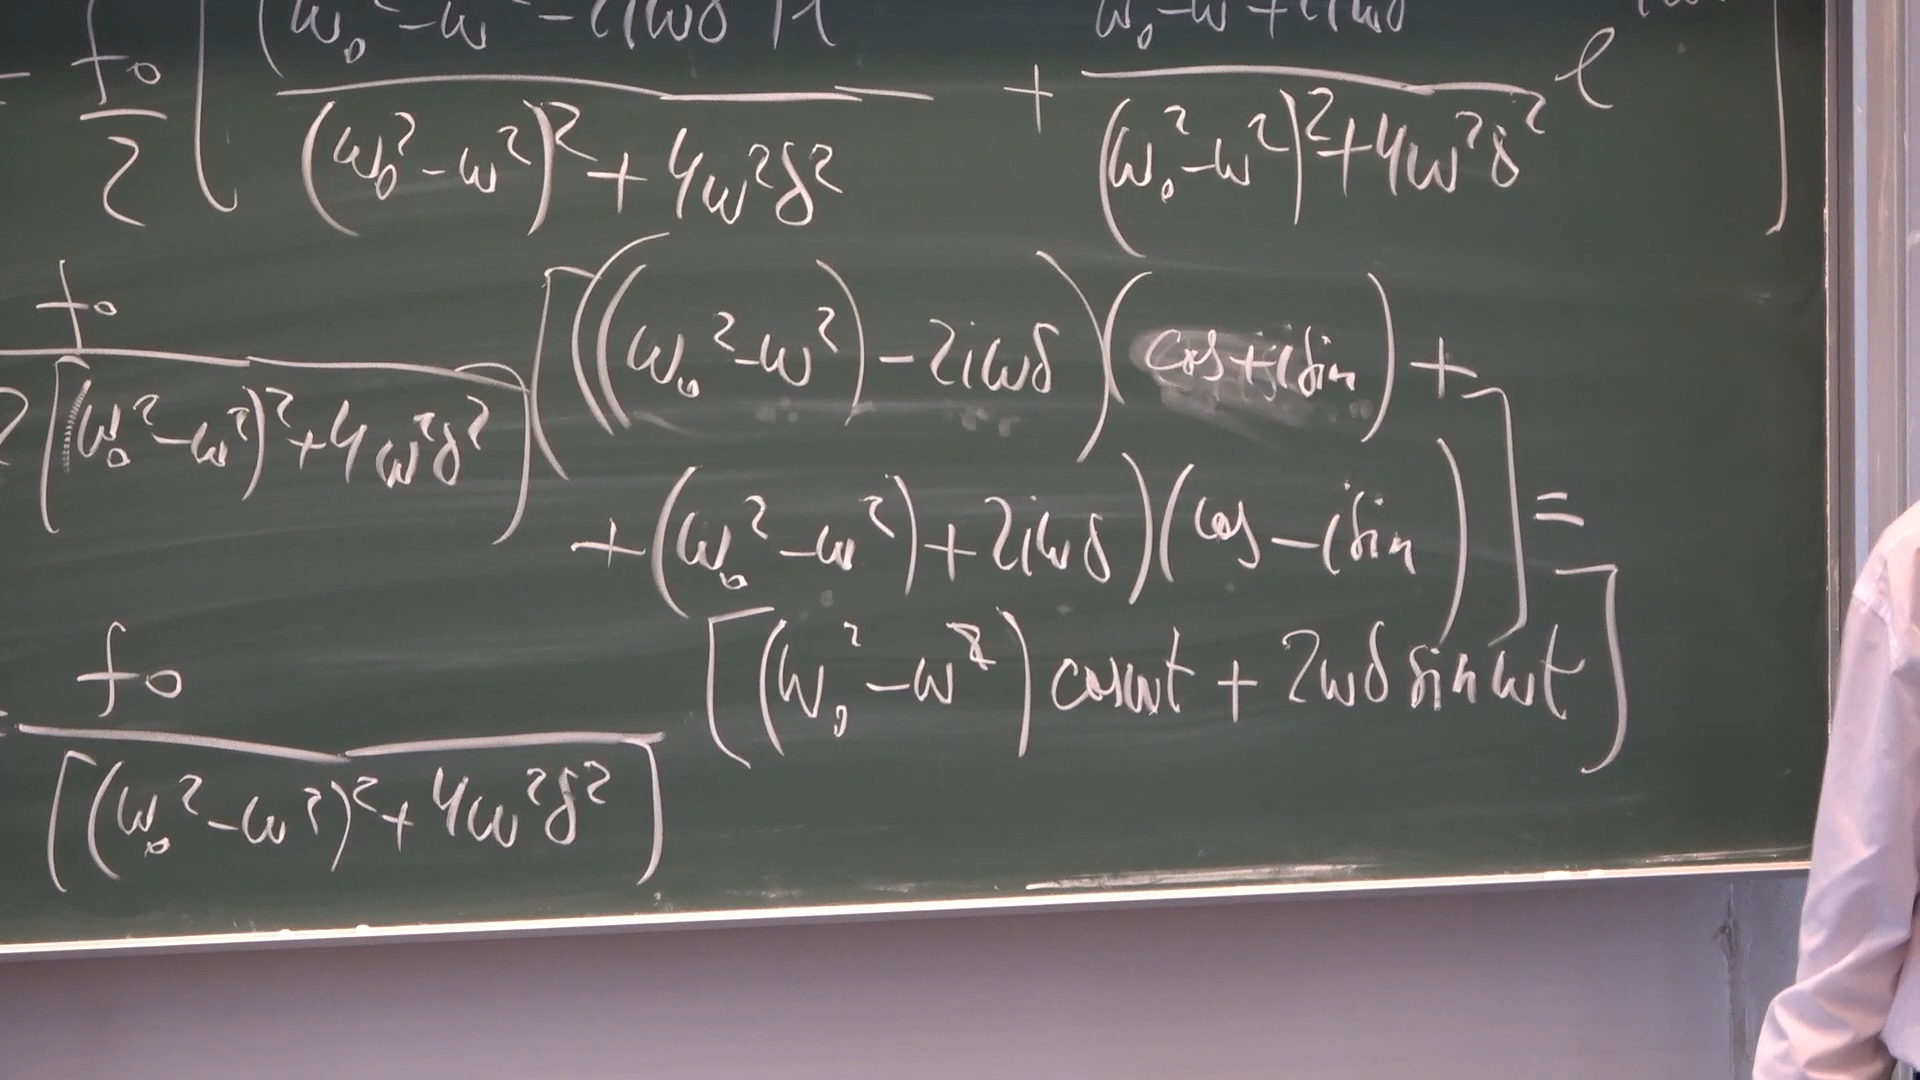 = f₀/2 [ (ω₀² - ω² - 2iωδ) / ((ω₀² - ω²)² + 4ω²δ²) + (ω₀² - ω² + 2iωδ) / ((ω₀² - ω²)² + 4ω²δ²) e ]
f₀ / 2[(ω₀² - ω²)² + 4ω²δ²] [((ω₀² - ω²) - 2iωδ)(cos + i sin) +
+ (ω₀² - ω²) + 2iωδ)(cos - i sin)] =
= f₀ / [(ω₀² - ω²)² + 4ω²δ²] [(ω₀² - ω²) cos ωt + 2ωδ sin ωt]